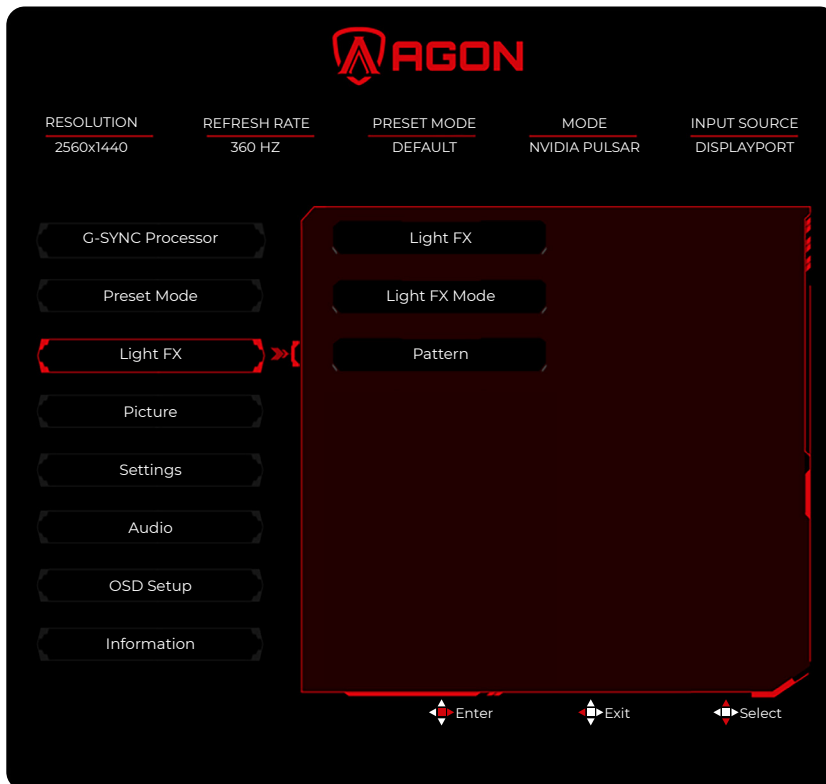 AGON
RESOLUTION REFRESH RATE PRESET MODE MODE INPUT SOURCE
2560x1440 360 HZ DEFAULT NVIDIA PULSAR DISPLAYPORT
G-SYNC Processor Light FX
Preset Mode Light FX Mode
Light FX Pattern
Picture
Settings
Audio
OSD Setup
Information
Enter Exit Select